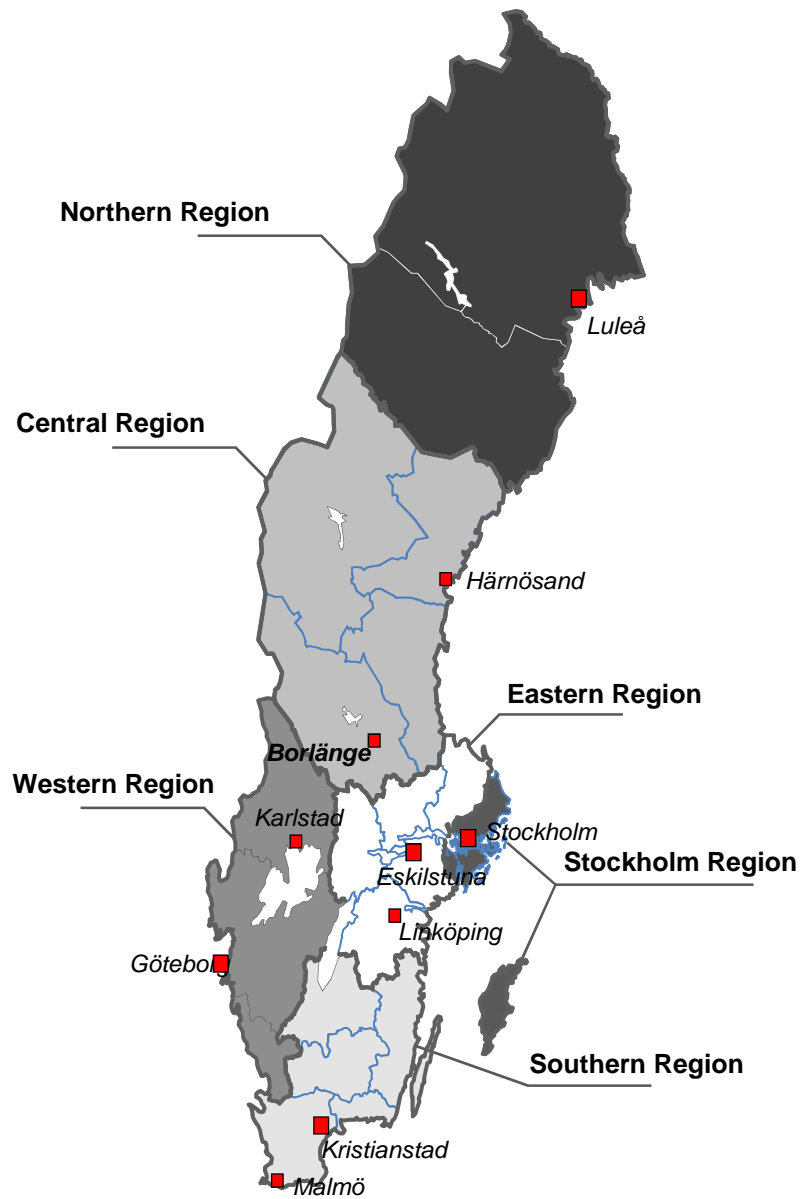 Northern Region
Luleå
Central Region
Härnösand
Eastern Region
Borlänge
Western Region
Karlstad
Stockholm
Stockholm Region
Eskilstuna
Linköping
Göteborg
Southern Region
Kristianstad
Malmö